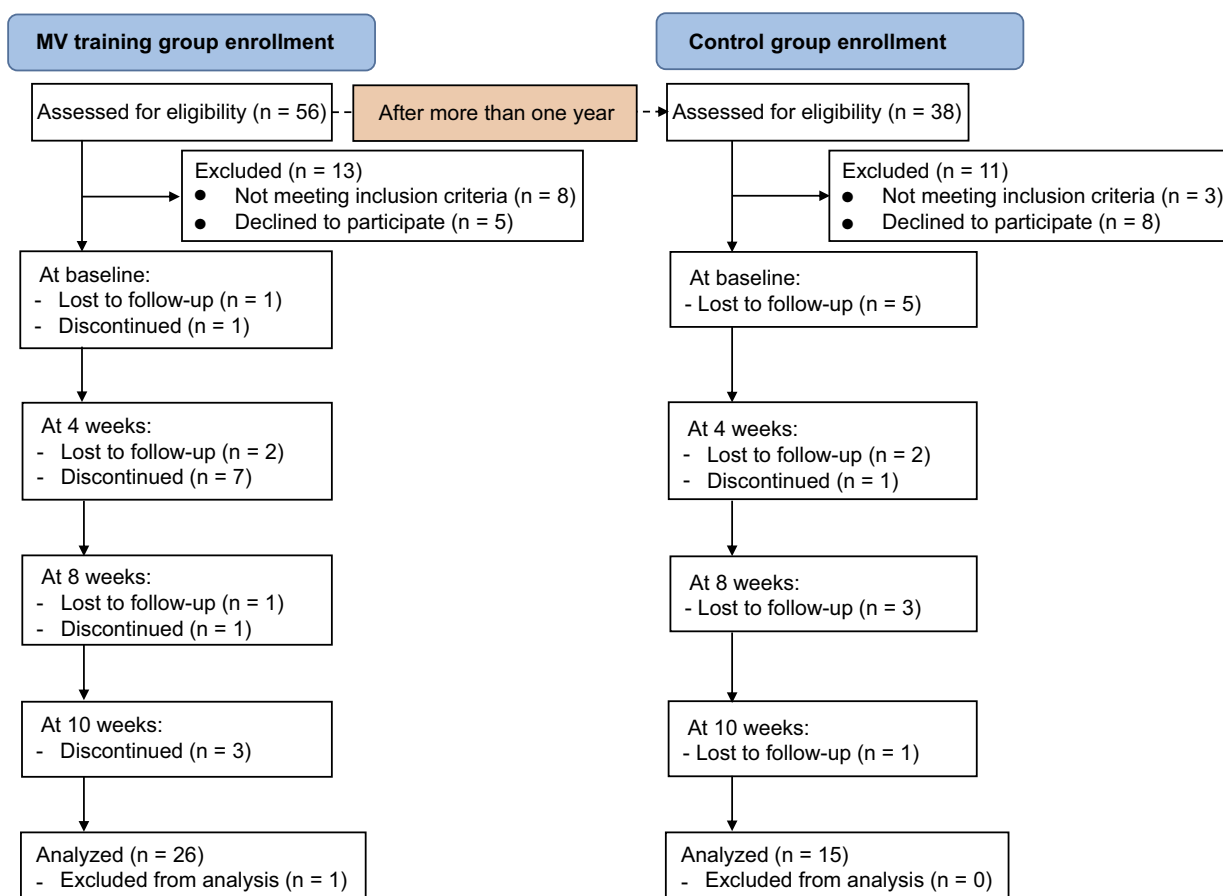 MV training group enrollment
Assessed for eligibility (n = 56)
Excluded (n = 13)
● Not meeting inclusion criteria (n = 8)
● Declined to participate (n = 5)
At baseline:
- Lost to follow-up (n = 1)
- Discontinued (n = 1)
At 4 weeks:
- Lost to follow-up (n = 2)
- Discontinued (n = 7)
At 8 weeks:
- Lost to follow-up (n = 1)
- Discontinued (n = 1)
At 10 weeks:
- Discontinued (n = 3)
Analyzed (n = 26)
- Excluded from analysis (n = 1)
After more than one year
Control group enrollment
Assessed for eligibility (n = 38)
Excluded (n = 11)
● Not meeting inclusion criteria (n = 3)
● Declined to participate (n = 8)
At baseline:
- Lost to follow-up (n = 5)
At 4 weeks:
- Lost to follow-up (n = 2)
- Discontinued (n = 1)
At 8 weeks:
- Lost to follow-up (n = 3)
At 10 weeks:
- Lost to follow-up (n = 1)
Analyzed (n = 15)
- Excluded from analysis (n = 0)